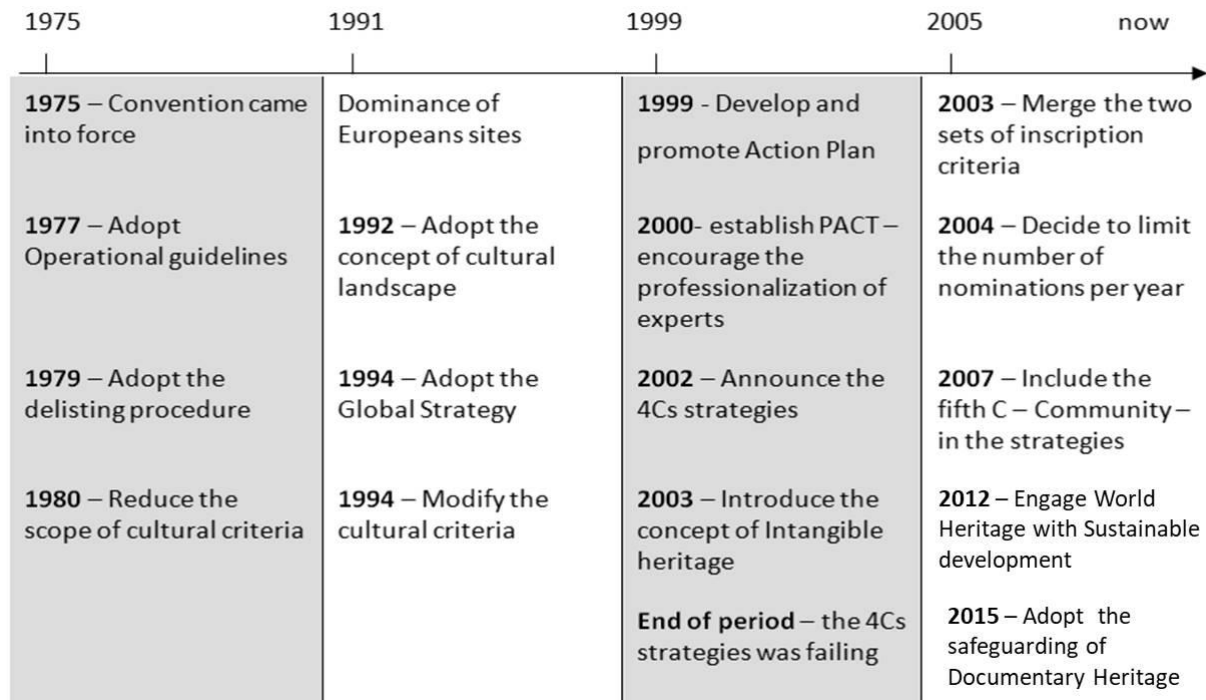 1975
1991
1999
2005
now
1975 – Convention came
into force
1977 – Adopt
Operational guidelines
1979 – Adopt the
delisting procedure
1980 – Reduce the
scope of cultural criteria
Dominance of
Europeans sites
1992 – Adopt the
concept of cultural
landscape
1994 – Adopt the
Global Strategy
1994 – Modify the
cultural criteria
1999 - Develop and
promote Action Plan
2000- establish PACT –
encourage the
professionalization of
experts
2002 – Announce the
4Cs strategies
2003 – Introduce the
concept of Intangible
heritage
End of period – the 4Cs
strategies was failing
2003 – Merge the two
sets of inscription
criteria
2004 – Decide to limit
the number of
nominations per year
2007 – Include the
fifth C – Community –
in the strategies
2012 – Engage World
Heritage with Sustainable
development
2015 – Adopt the
safeguarding of
Documentary Heritage